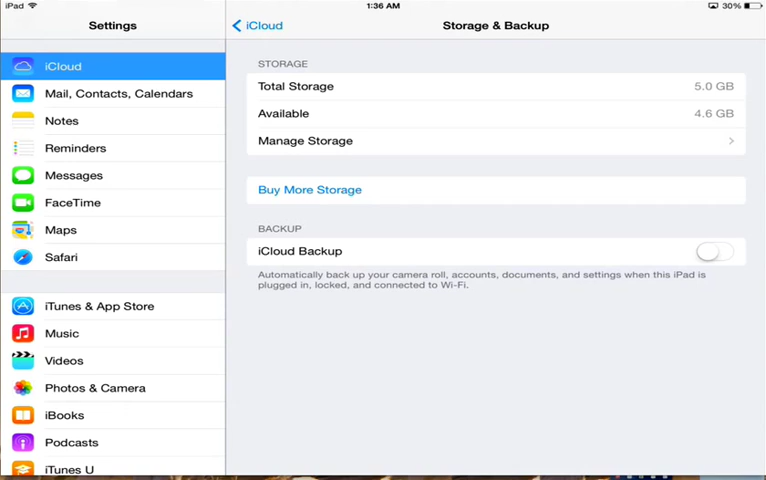 iPad
1:36 AM
30%
Settings
iCloud
Storage & Backup
iCloud
Mail, Contacts, Calendars
Notes
Reminders
Messages
FaceTime
Maps
Safari
iTunes & App Store
Music
Videos
Photos & Camera
iBooks
Podcasts
iTunes U
STORAGE
Total Storage 5.0 GB
Available 4.6 GB
Manage Storage
Buy More Storage
BACKUP
iCloud Backup
Automatically back up your camera roll, accounts, documents, and settings when this iPad is
plugged in, locked, and connected to Wi-Fi.